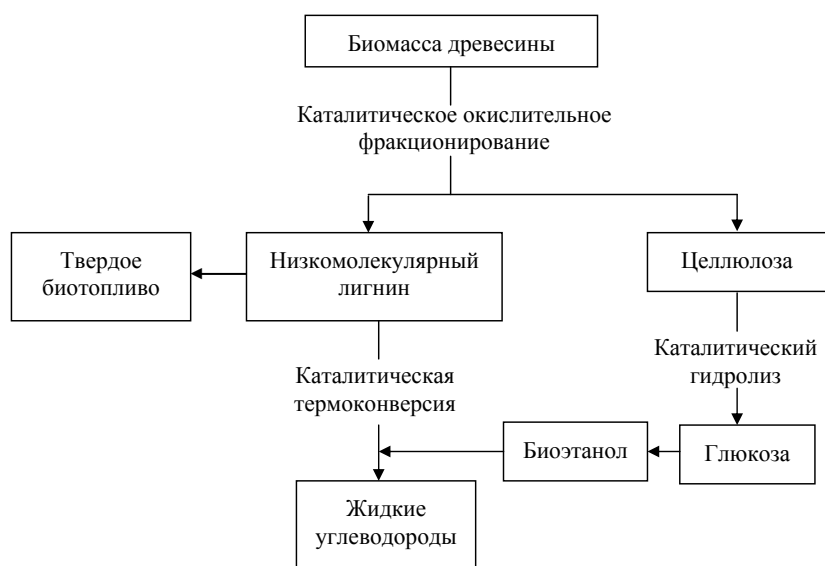 Биомасса древесины
Каталитическое окислительное
фракционирование
Твердое
биотопливо
Низкомолекулярный
лигнин
Целлюлоза
Каталитическая
термоконверсия
Каталитический
гидролиз
Биоэтанол
Глюкоза
Жидкие
углеводороды